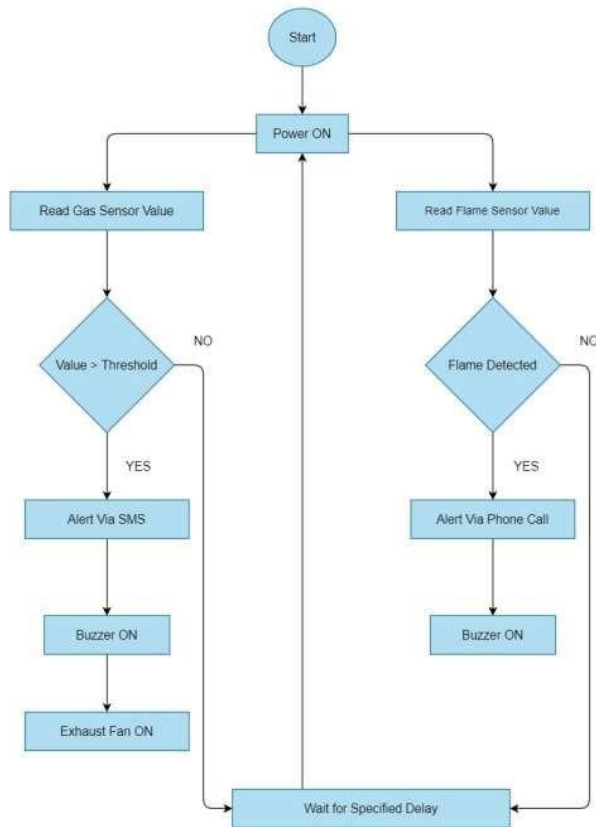 Start
Power ON
Read Gas Sensor Value
Read Flame Sensor Value
Value > Threshold
NO
Flame Detected
NO
YES
YES
Alert Via SMS
Alert Via Phone Call
Buzzer ON
Buzzer ON
Exhaust Fan ON
Wait for Specified Delay